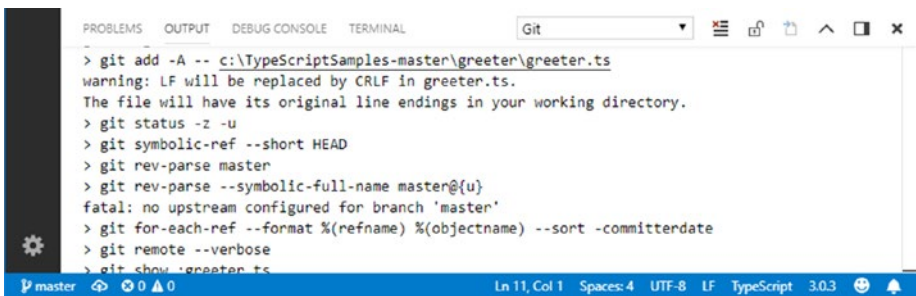 PROBLEMS OUTPUT DEBUG CONSOLE TERMINAL Git
> git add -A -- c:\TypeScriptSamples-master\greeter\greeter.ts
warning: LF will be replaced by CRLF in greeter.ts.
The file will have its original line endings in your working directory.
> git status -z -u
> git symbolic-ref --short HEAD
> git rev-parse master
> git rev-parse --symbolic-full-name master@{u}
fatal: no upstream configured for branch 'master'
> git for-each-ref --format %(refname) %(objectname) --sort -committerdate
> git remote --verbose
> git show :greeter.ts
master 0 0 Ln 11, Col 1 Spaces: 4 UTF-8 LF TypeScript 3.0.3